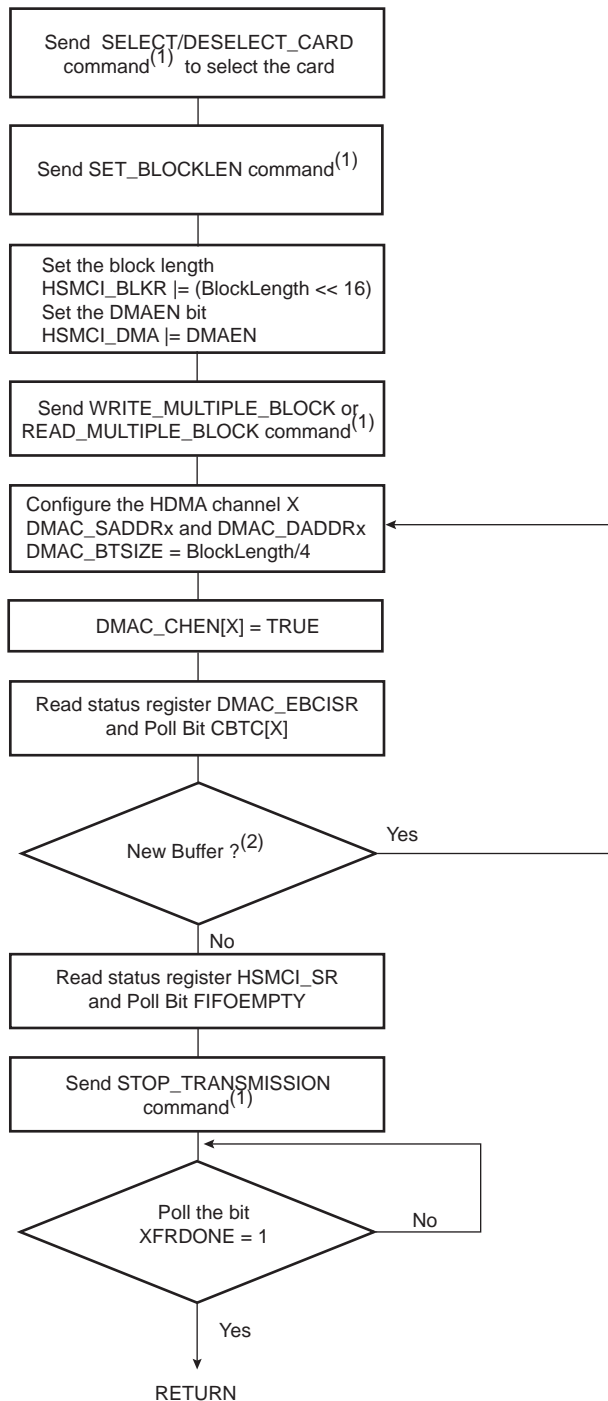 Send SELECT/DESELECT_CARD
command(1) to select the card
Send SET_BLOCKLEN command(1)
Set the block length
HSMCI_BLKR |= (BlockLength << 16)
Set the DMAEN bit
HSMCI_DMA |= DMAEN
Send WRITE_MULTIPLE_BLOCK or
READ_MULTIPLE_BLOCK command(1)
Configure the HDMA channel X
DMAC_SADDRx and DMAC_DADDRx
DMAC_BTSIZE = BlockLength/4
DMAC_CHEN[X] = TRUE
Read status register DMAC_EBCISR
and Poll Bit CBTC[X]
New Buffer ?(2)
Yes
No
Read status register HSMCI_SR
and Poll Bit FIFOEMPTY
Send STOP_TRANSMISSION
command(1)
Poll the bit
XFRDONE = 1
No
Yes
RETURN